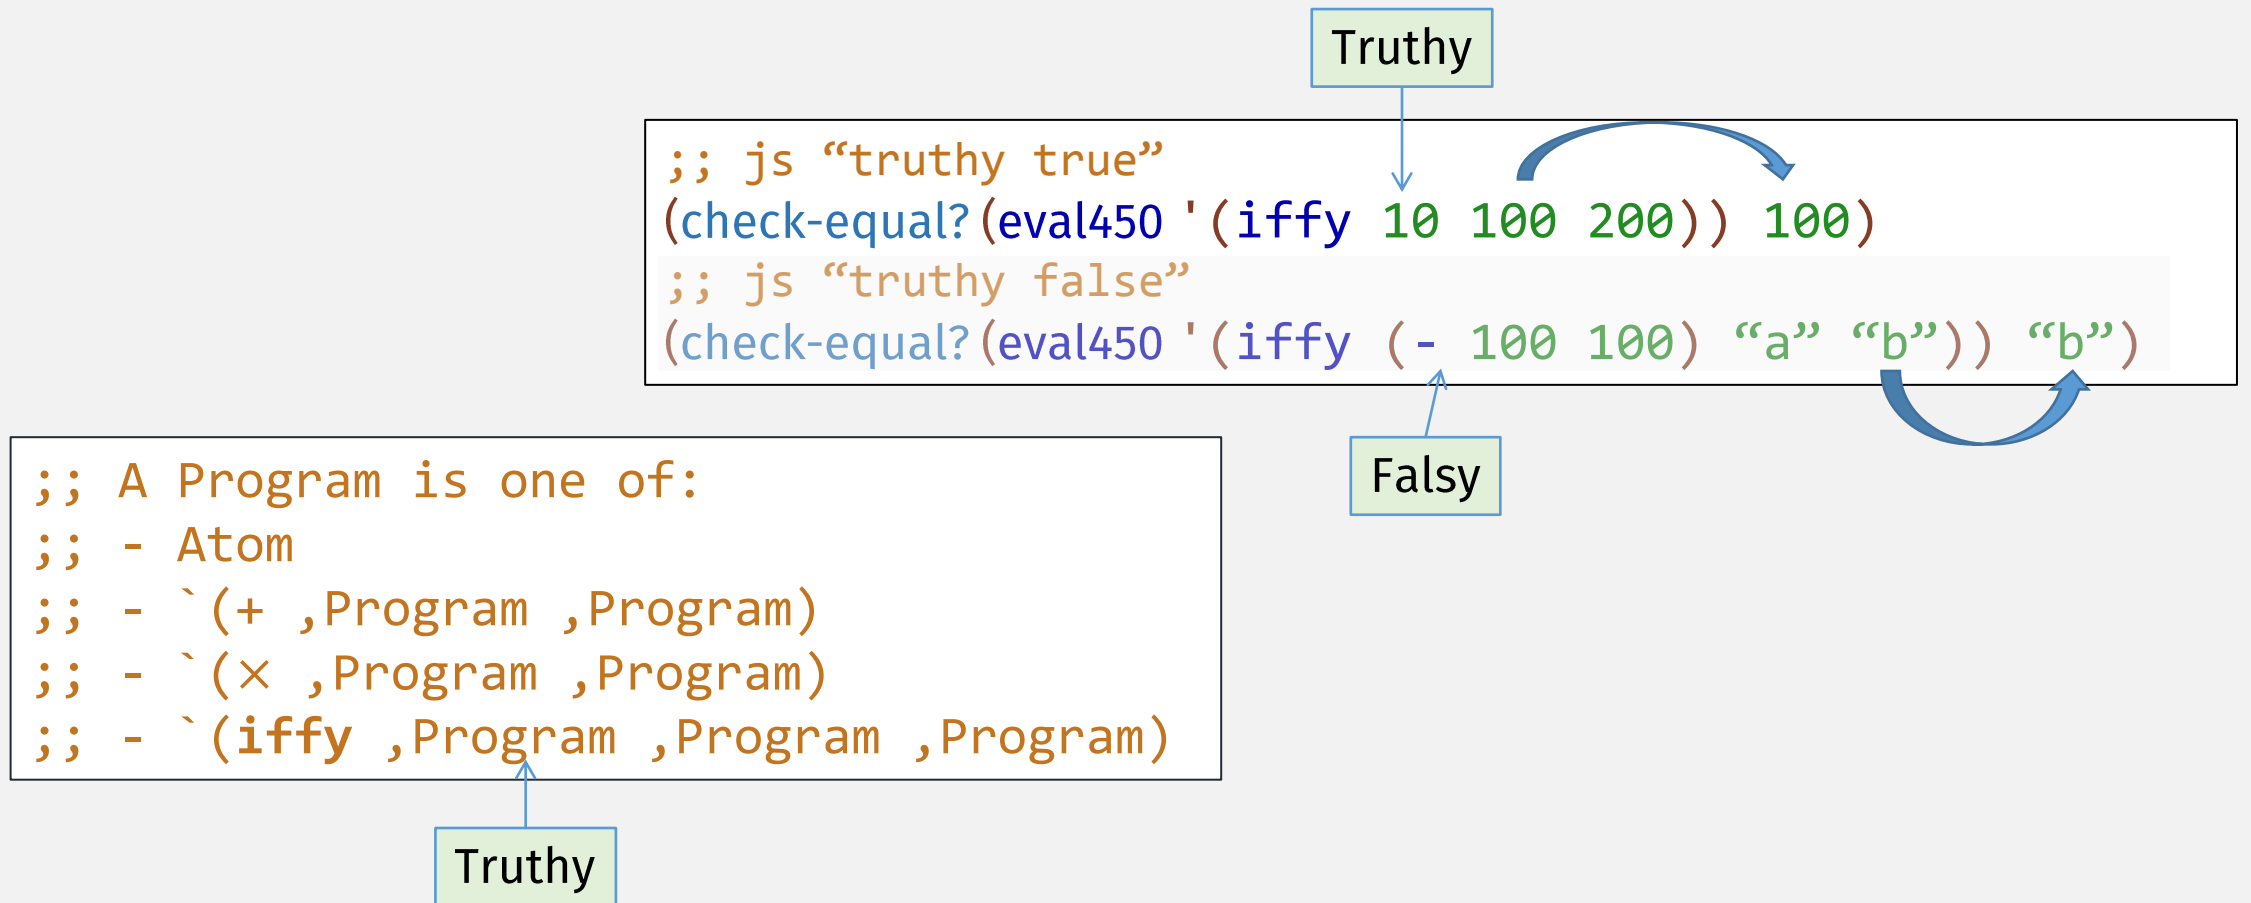 Truthy
;; js “truthy true”
(check-equal? (eval450 '(iffy 10 100 200)) 100)
;; js “truthy false”
(check-equal? (eval450 '(iffy (- 100 100) “a” “b”)) “b”)
Falsy
;; A Program is one of:
;; - Atom
;; - `(+ ,Program ,Program)
;; - `(× ,Program ,Program)
;; - `(iffy ,Program ,Program ,Program)
Truthy